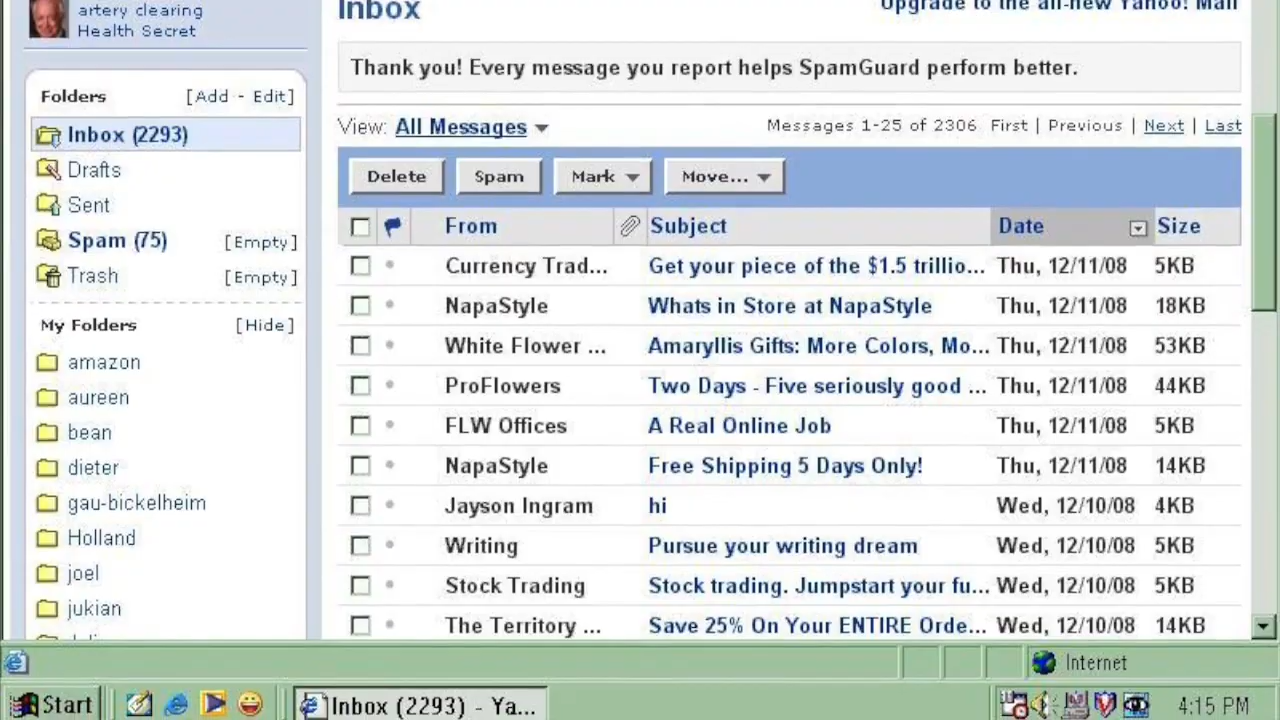 artery clearing
Health Secret
Inbox
Upgrade to the all-new Yahoo! Mail
Thank you! Every message you report helps SpamGuard perform better.
Folders [Add - Edit]
Inbox (2293)
Drafts
Sent
Spam (75) [Empty]
Trash [Empty]
My Folders [Hide]
amazon
aureen
bean
dieter
gau-bickelheim
Holland
joel
jukian
View: All Messages Messages 1-25 of 2306 First | Previous | Next | Last
Delete Spam Mark Move...
From Subject Date Size
Currency Trad... Get your piece of the $1.5 trillio... Thu, 12/11/08 5KB
NapaStyle Whats in Store at NapaStyle Thu, 12/11/08 18KB
White Flower ... Amaryllis Gifts: More Colors, Mo... Thu, 12/11/08 53KB
ProFlowers Two Days - Five seriously good ... Thu, 12/11/08 44KB
FLW Offices A Real Online Job Thu, 12/11/08 5KB
NapaStyle Free Shipping 5 Days Only! Thu, 12/11/08 14KB
Jayson Ingram hi Wed, 12/10/08 4KB
Writing Pursue your writing dream Wed, 12/10/08 5KB
Stock Trading Stock trading. Jumpstart your fu... Wed, 12/10/08 5KB
The Territory ... Save 25% On Your ENTIRE Orde... Wed, 12/10/08 14KB
Internet
Start Inbox (2293) - Ya... 4:15 PM